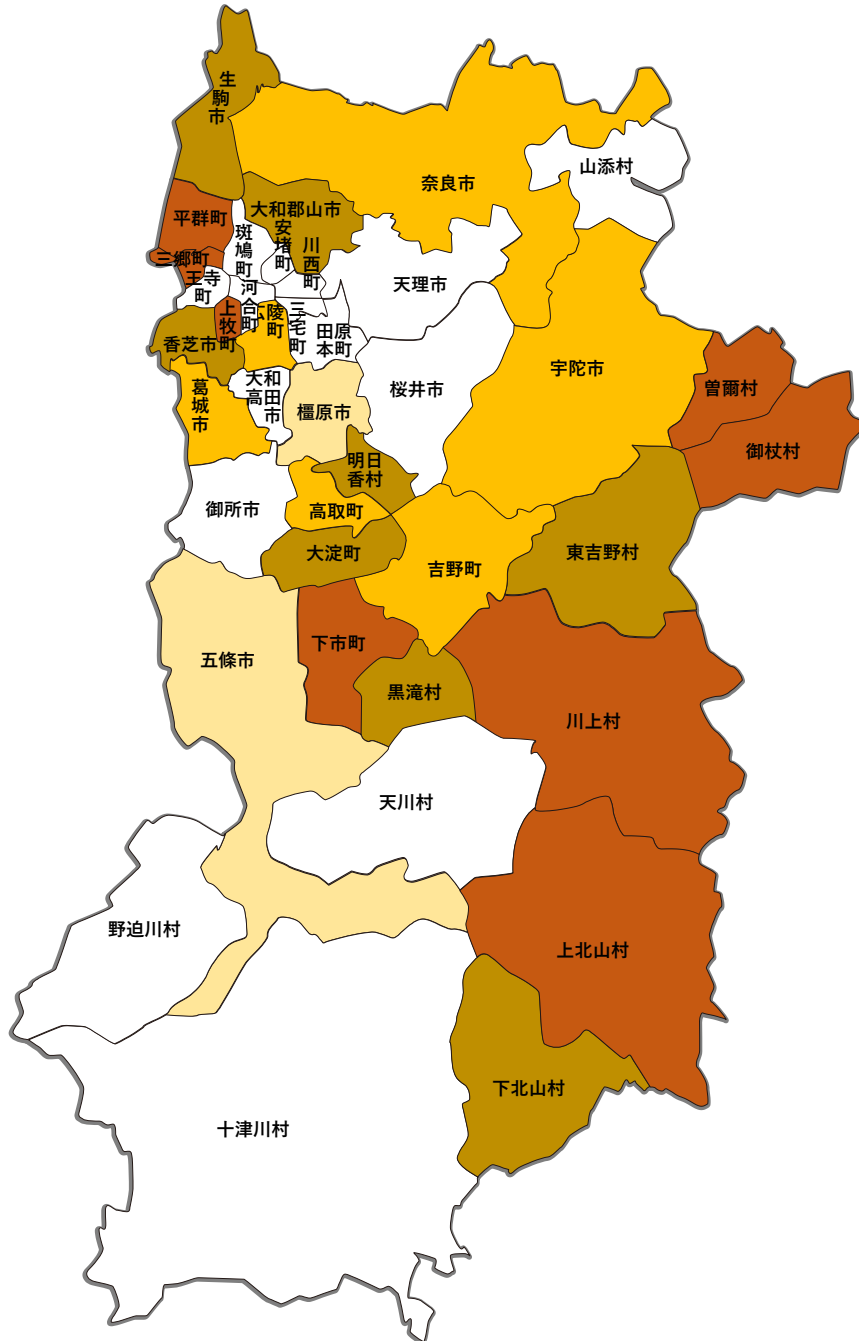 生駒市
奈良市
山添村
平群町
大和郡山市
斑鳩町
安堵町
川西町
三郷町
王寺町
河合町
天理市
上牧町
広陵町
三宅町
田原本町
香芝市
宇陀市
葛城市
大和高田市
橿原市
桜井市
曽爾村
御杖村
明日香村
御所市
高取町
大淀町
吉野町
東吉野村
五條市
下市町
黒滝村
川上村
天川村
野迫川村
上北山村
下北山村
十津川村